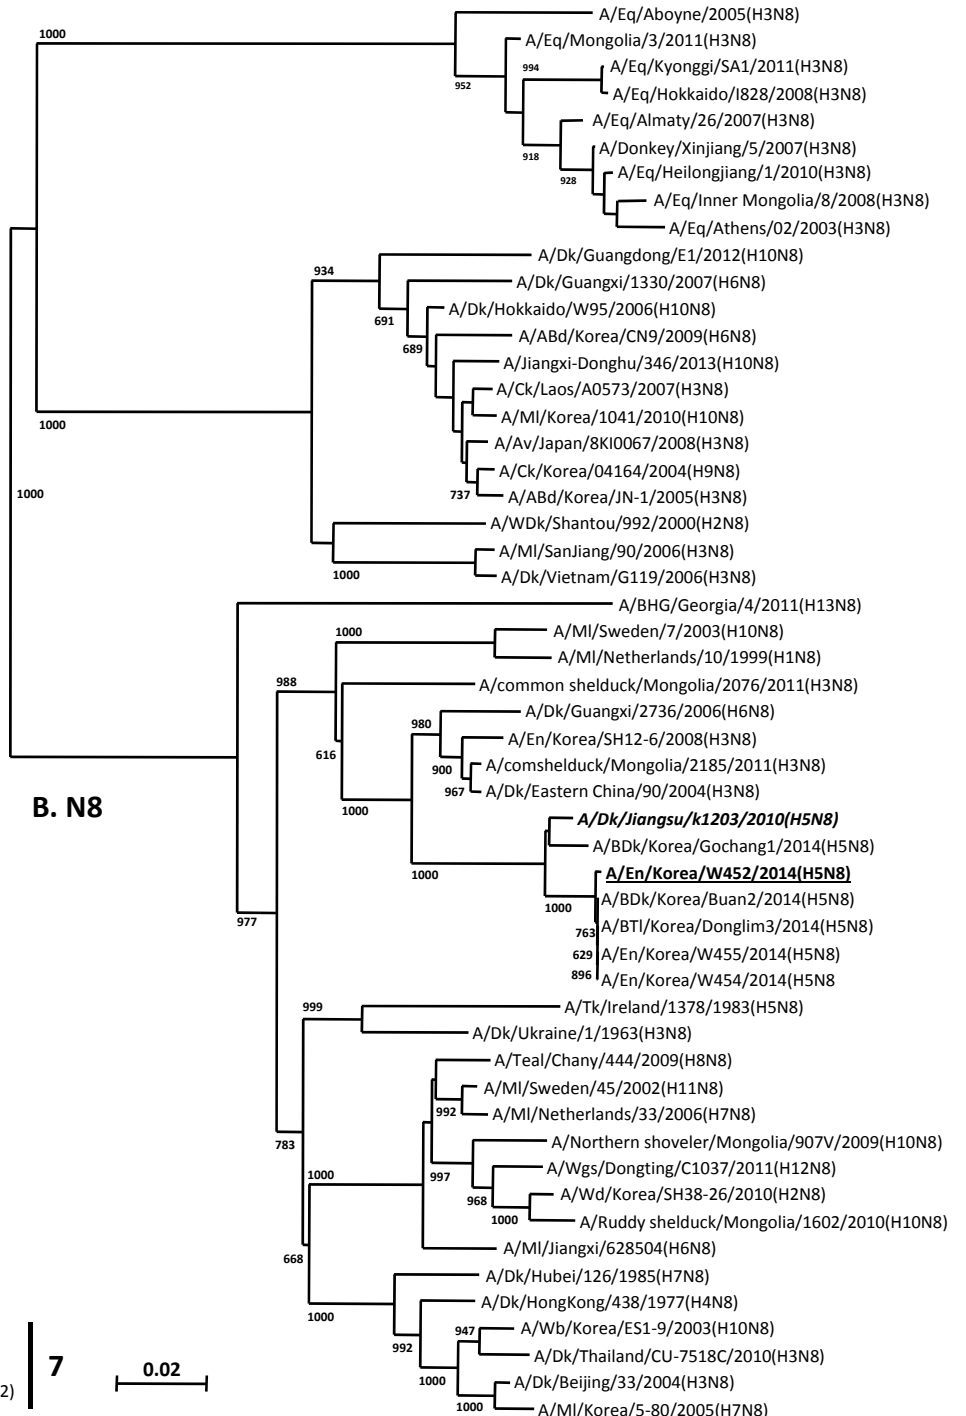 A/Eq/Aboyne/2005(H3N8)
1000
A/Eq/Mongolia/3/2011(H3N8)
994
A/Eq/Kyonggi/SA1/2011(H3N8)
952
A/Eq/Hokkaido/I828/2008(H3N8)
A/Eq/Almaty/26/2007(H3N8)
918
A/Donkey/Xinjiang/5/2007(H3N8)
A/Eq/Heilongjiang/1/2010(H3N8)
928
A/Eq/Inner Mongolia/8/2008(H3N8)
A/Eq/Athens/02/2003(H3N8)
A/Dk/Guangdong/E1/2012(H10N8)
934
A/Dk/Guangxi/1330/2007(H6N8)
A/Dk/Hokkaido/W95/2006(H10N8)
691
A/ABd/Korea/CN9/2009(H6N8)
689
A/Jiangxi-Donghu/346/2013(H10N8)
A/Ck/Laos/A0573/2007(H3N8)
A/Ml/Korea/1041/2010(H10N8)
1000
A/Av/Japan/8KI0067/2008(H3N8)
A/Ck/Korea/04164/2004(H9N8)
1000
737
A/ABd/Korea/JN-1/2005(H3N8)
A/WDk/Shantou/992/2000(H2N8)
A/Ml/SanJiang/90/2006(H3N8)
1000
A/Dk/Vietnam/G119/2006(H3N8)
A/BHG/Georgia/4/2011(H13N8)
1000
A/Ml/Sweden/7/2003(H10N8)
A/Ml/Netherlands/10/1999(H1N8)
988
A/common shelduck/Mongolia/2076/2011(H3N8)
A/Dk/Guangxi/2736/2006(H6N8)
980
A/En/Korea/SH12-6/2008(H3N8)
616
900
A/comshelduck/Mongolia/2185/2011(H3N8)
967
A/Dk/Eastern China/90/2004(H3N8)
B. N8
1000
A/Dk/Jiangsu/k1203/2010(H5N8)
A/BDk/Korea/Gochang1/2014(H5N8)
1000
A/En/Korea/W452/2014(H5N8)
A/BDk/Korea/Buan2/2014(H5N8)
1000
977
A/BTl/Korea/Donglim3/2014(H5N8)
763
A/En/Korea/W455/2014(H5N8)
629
896
A/En/Korea/W454/2014(H5N8
999
A/Tk/Ireland/1378/1983(H5N8)
A/Dk/Ukraine/1/1963(H3N8)
A/Teal/Chany/444/2009(H8N8)
A/Ml/Sweden/45/2002(H11N8)
992
A/Ml/Netherlands/33/2006(H7N8)
783
A/Northern shoveler/Mongolia/907V/2009(H10N8)
1000
997
A/Wgs/Dongting/C1037/2011(H12N8)
968
A/Wd/Korea/SH38-26/2010(H2N8)
1000
A/Ruddy shelduck/Mongolia/1602/2010(H10N8)
668
A/Ml/Jiangxi/628504(H6N8)
A/Dk/Hubei/126/1985(H7N8)
1000
A/Dk/HongKong/438/1977(H4N8)
947
A/Wb/Korea/ES1-9/2003(H10N8)
992
A/Dk/Thailand/CU-7518C/2010(H3N8)
7
0.02
1000
A/Dk/Beijing/33/2004(H3N8)
2)
1000
A/Ml/Korea/5-80/2005(H7N8)